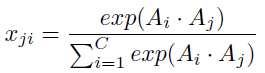 x_{ji} = \frac{exp(A_i \cdot A_j)}{\sum_{i=1}^{C} exp(A_i \cdot A_j)}